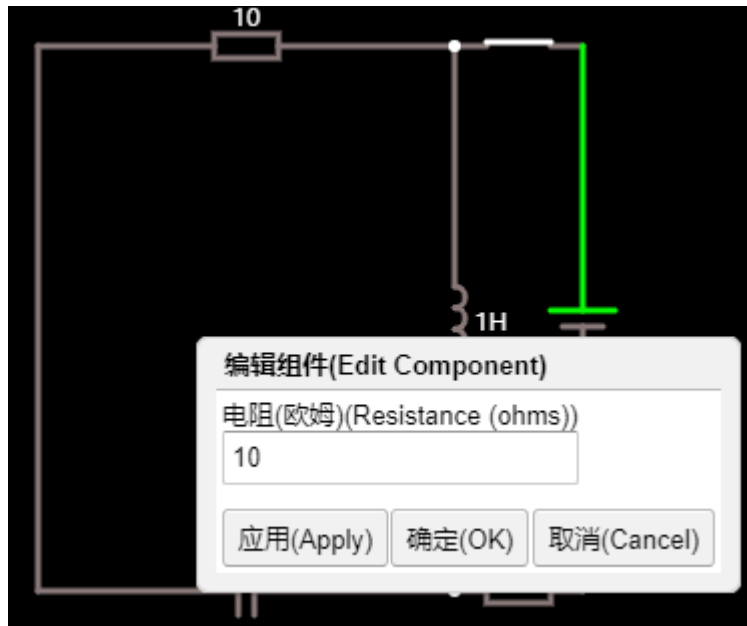 10
1H
编辑组件(Edit Component)
电阻(欧姆)(Resistance (ohms))
10
应用(Apply) 确定(OK) 取消(Cancel)